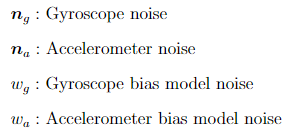 n_g : Gyroscope noise
n_a : Accelerometer noise
w_g : Gyroscope bias model noise
w_a : Accelerometer bias model noise